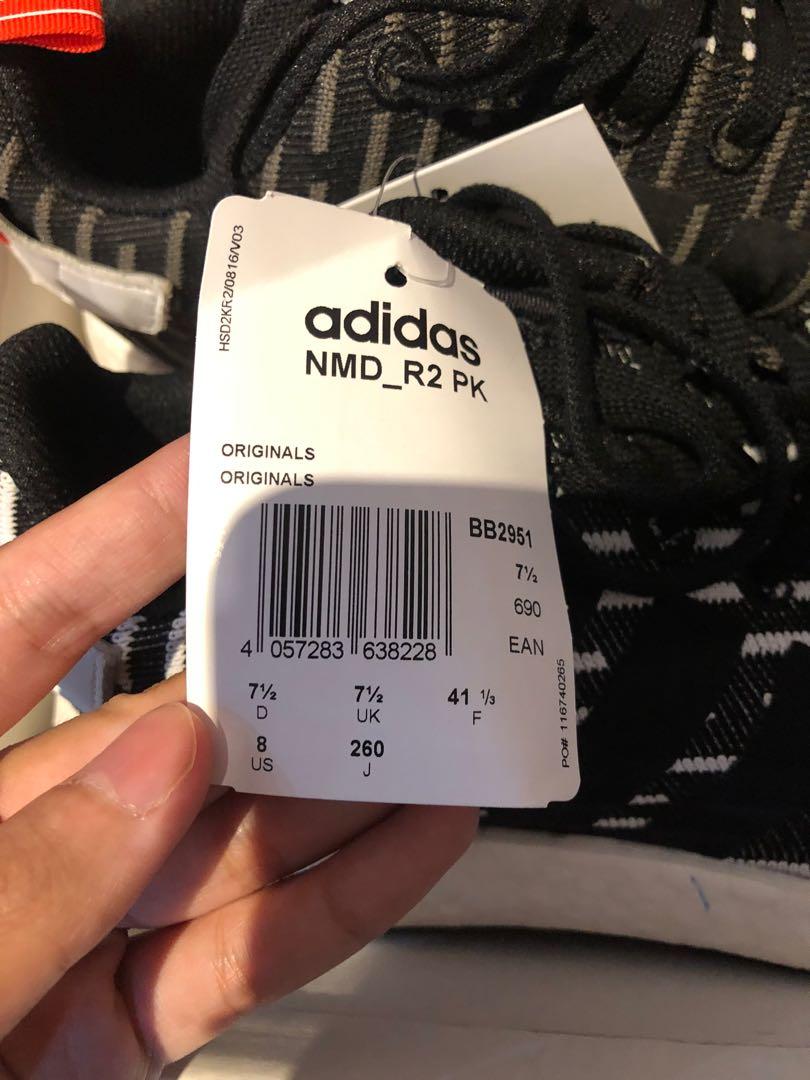 HSD2KR2/0816/V03
adidas
NMD_R2 PK
ORIGINALS
ORIGINALS
BB2951
7½
690
EAN
4 057283 638228
7½ 7½ 41 ⅓
D UK F
8 260
US J
PO# 116740265